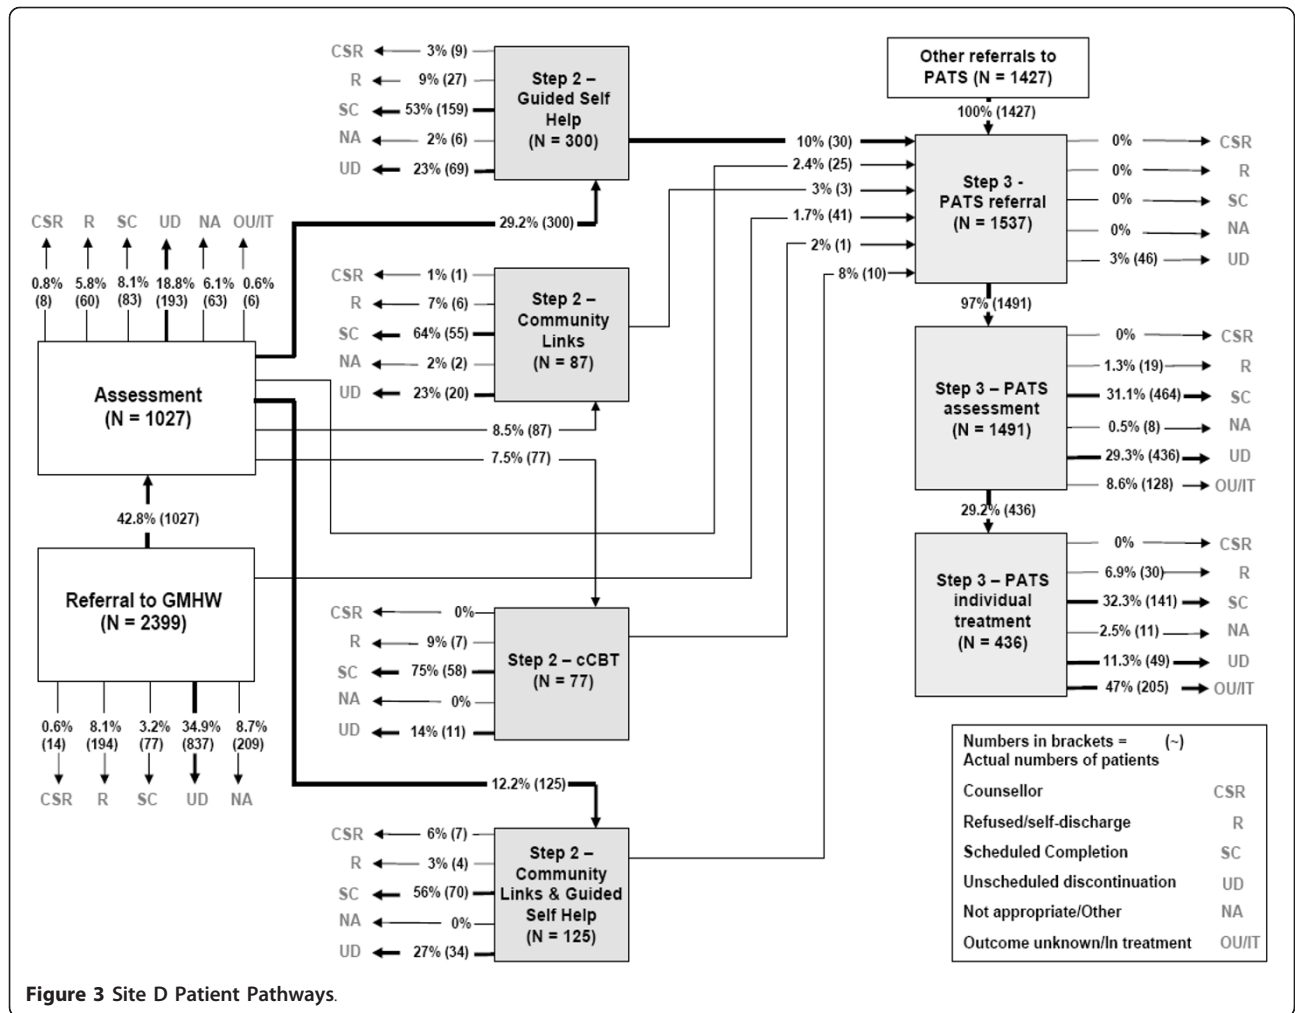 CSR 3% (9)
R 9% (27)
SC 53% (159)
NA 2% (6)
UD 23% (69)
Step 2 –
Guided Self
Help
(N = 300)
Other referrals to
PATS (N = 1427)
100% (1427)
10% (30)
2.4% (25)
3% (3)
1.7% (41)
2% (1)
8% (10)
Step 3 -
PATS referral
(N = 1537)
0% CSR
0% R
0% SC
0% NA
3% (46) UD
97% (1491)
CSR R SC UD NA OU/IT
0.8% 5.8% 8.1% 18.8% 6.1% 0.6%
(8) (60) (83) (193) (63) (6)
29.2% (300)
Assessment
(N = 1027)
CSR 1% (1)
R 7% (6)
SC 64% (55)
NA 2% (2)
UD 23% (20)
Step 2 –
Community
Links
(N = 87)
8.5% (87)
7.5% (77)
Step 3 – PATS
assessment
(N = 1491)
0% CSR
1.3% (19) R
31.1% (464) SC
0.5% (8) NA
29.3% (436) UD
8.6% (128) OU/IT
29.2% (436)
42.8% (1027)
Referral to GMHW
(N = 2399)
0.6% 8.1% 3.2% 34.9% 8.7%
(14) (194) (77) (837) (209)
CSR R SC UD NA
CSR 0%
R 9% (7)
SC 75% (58)
NA 0%
UD 14% (11)
Step 2 – cCBT
(N = 77)
Step 3 – PATS
individual
treatment
(N = 436)
0% CSR
6.9% (30) R
32.3% (141) SC
2.5% (11) NA
11.3% (49) UD
47% (205) OU/IT
12.2% (125)
CSR 6% (7)
R 3% (4)
SC 56% (70)
NA 0%
UD 27% (34)
Step 2 –
Community
Links & Guided
Self Help
(N = 125)
Numbers in brackets = (~)
Actual numbers of patients
Counsellor CSR
Refused/self-discharge R
Scheduled Completion SC
Unscheduled discontinuation UD
Not appropriate/Other NA
Outcome unknown/In treatment OU/IT
Figure 3 Site D Patient Pathways.